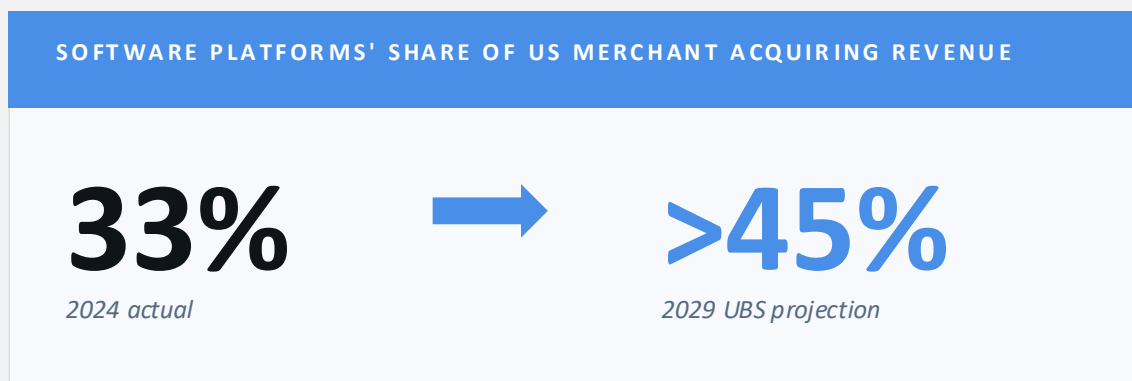 SOFTWARE PLATFORMS' SHARE OF US MERCHANT ACQUIRING REVENUE
33%
>45%
2024 actual
2029 UBS projection